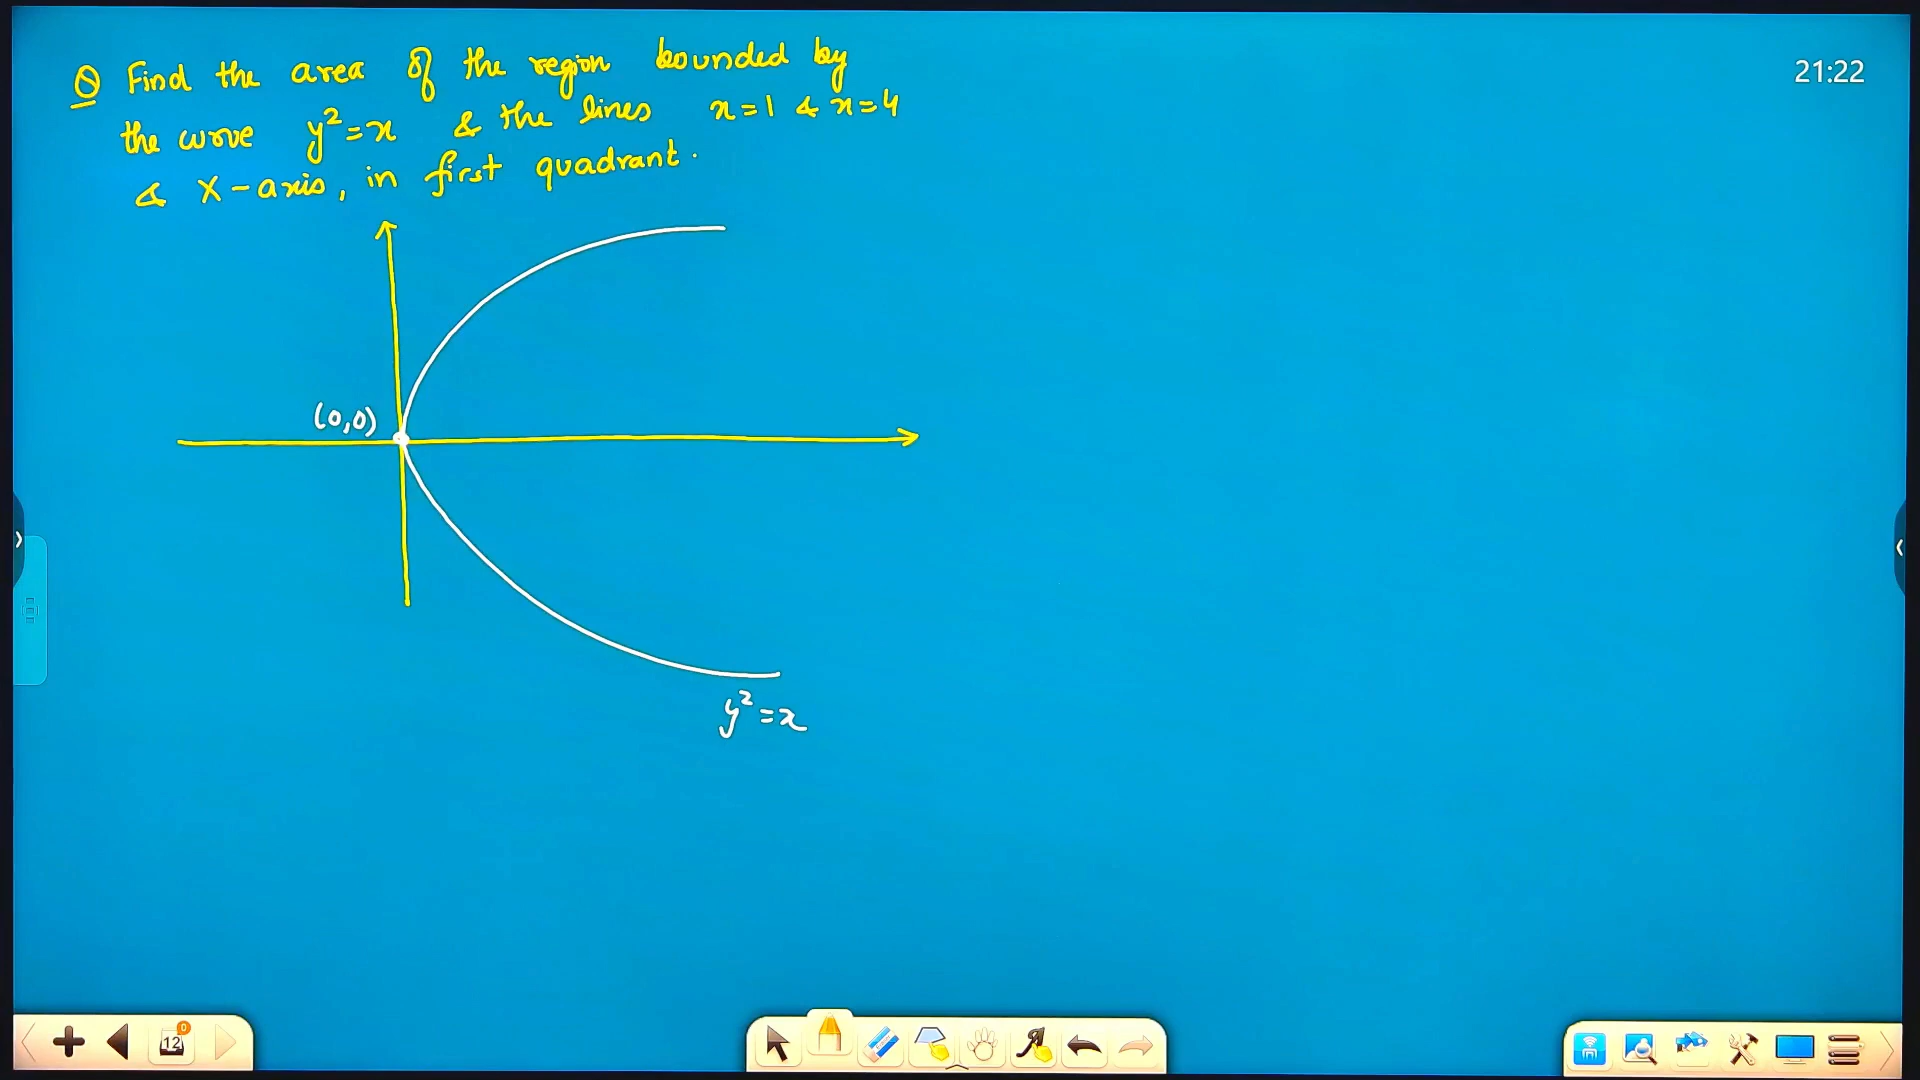 Q Find the area of the region bounded by
the curve y²=x & the lines x=1 & x=4
& X-axis, in first quadrant.
21:22
(0,0)
y²=x
0
12